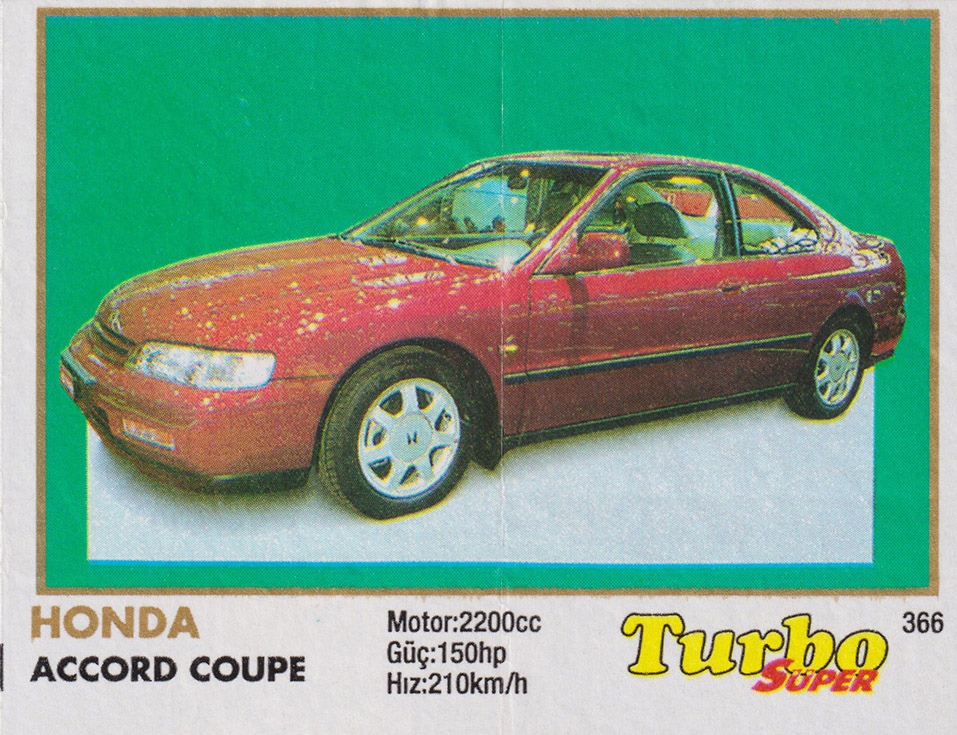 HONDA
ACCORD COUPE
Motor:2200cc
Güç:150hp
Hız:210km/h
Turbo
SÜPER
366